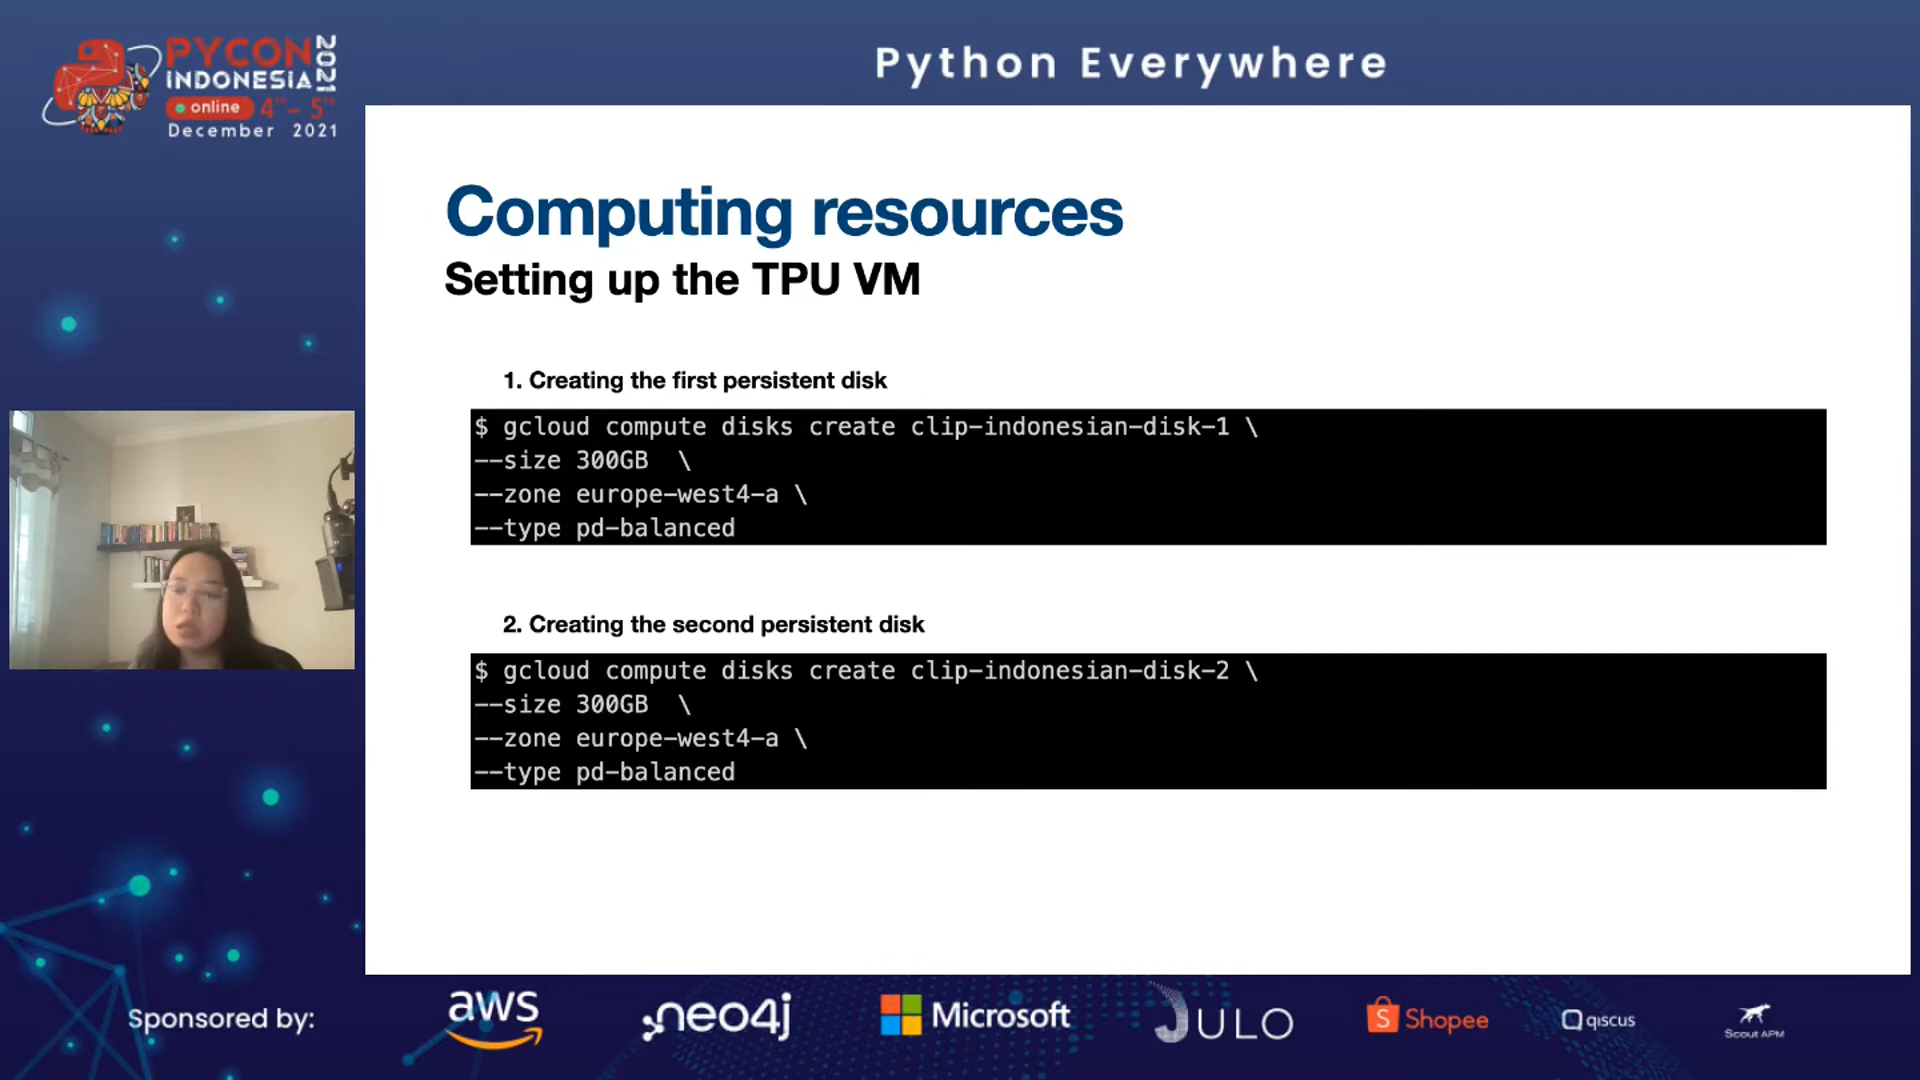 PYCON
INDONESIA
2021
online 4th - 5th
December 2021
Python Everywhere
Computing resources
Setting up the TPU VM
1. Creating the first persistent disk
$ gcloud compute disks create clip-indonesian-disk-1 \
--size 300GB \
--zone europe-west4-a \
--type pd-balanced
2. Creating the second persistent disk
$ gcloud compute disks create clip-indonesian-disk-2 \
--size 300GB \
--zone europe-west4-a \
--type pd-balanced
Sponsored by:
aws
neo4j
Microsoft
JULO
Shopee
qiscus
Scout APM